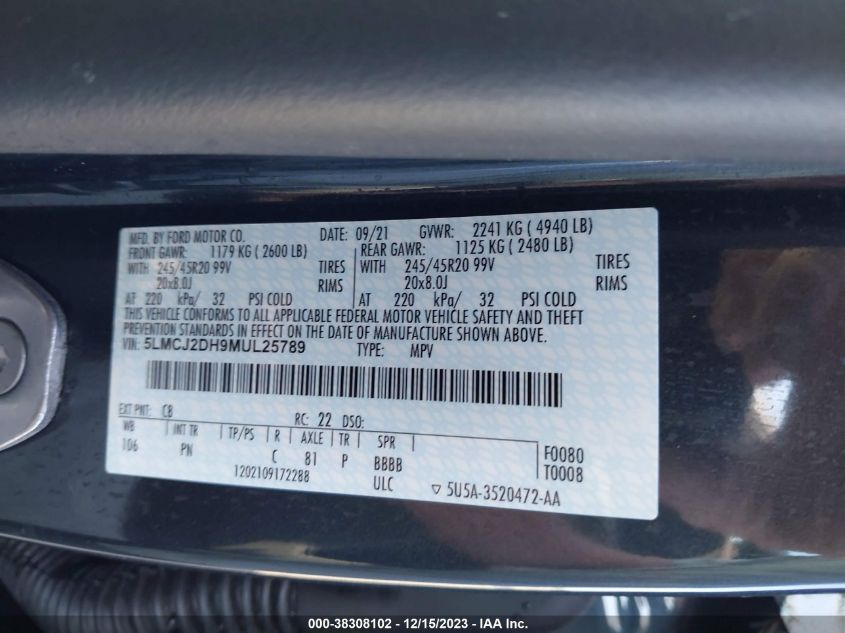 MFD. BY FORD MOTOR CO. DATE: 09/21 GVWR: 2241 KG ( 4940 LB)
FRONT GAWR: 1179 KG ( 2600 LB) REAR GAWR: 1125 KG ( 2480 LB)
WITH 245/45R20 99V TIRES WITH 245/45R20 99V TIRES
20x8.0J RIMS 20x8.0J RIMS
AT 220 kPa/ 32 PSI COLD AT 220 kPa/ 32 PSI COLD
THIS VEHICLE CONFORMS TO ALL APPLICABLE FEDERAL MOTOR VEHICLE SAFETY AND THEFT
PREVENTION STANDARDS IN EFFECT ON THE DATE OF MANUFACTURE SHOWN ABOVE.
VIN: 5LMCJ2DH9MUL25789 TYPE: MPV
EXT PNT: CB RC: 22 DSO:
WB INT TR TP/PS R AXLE TR SPR F0080
106 PN C 81 P BBBB T0008
1202109172288 ULC ▽ 5U5A-3520472-AA
000-38308102 - 12/15/2023 - IAA Inc.